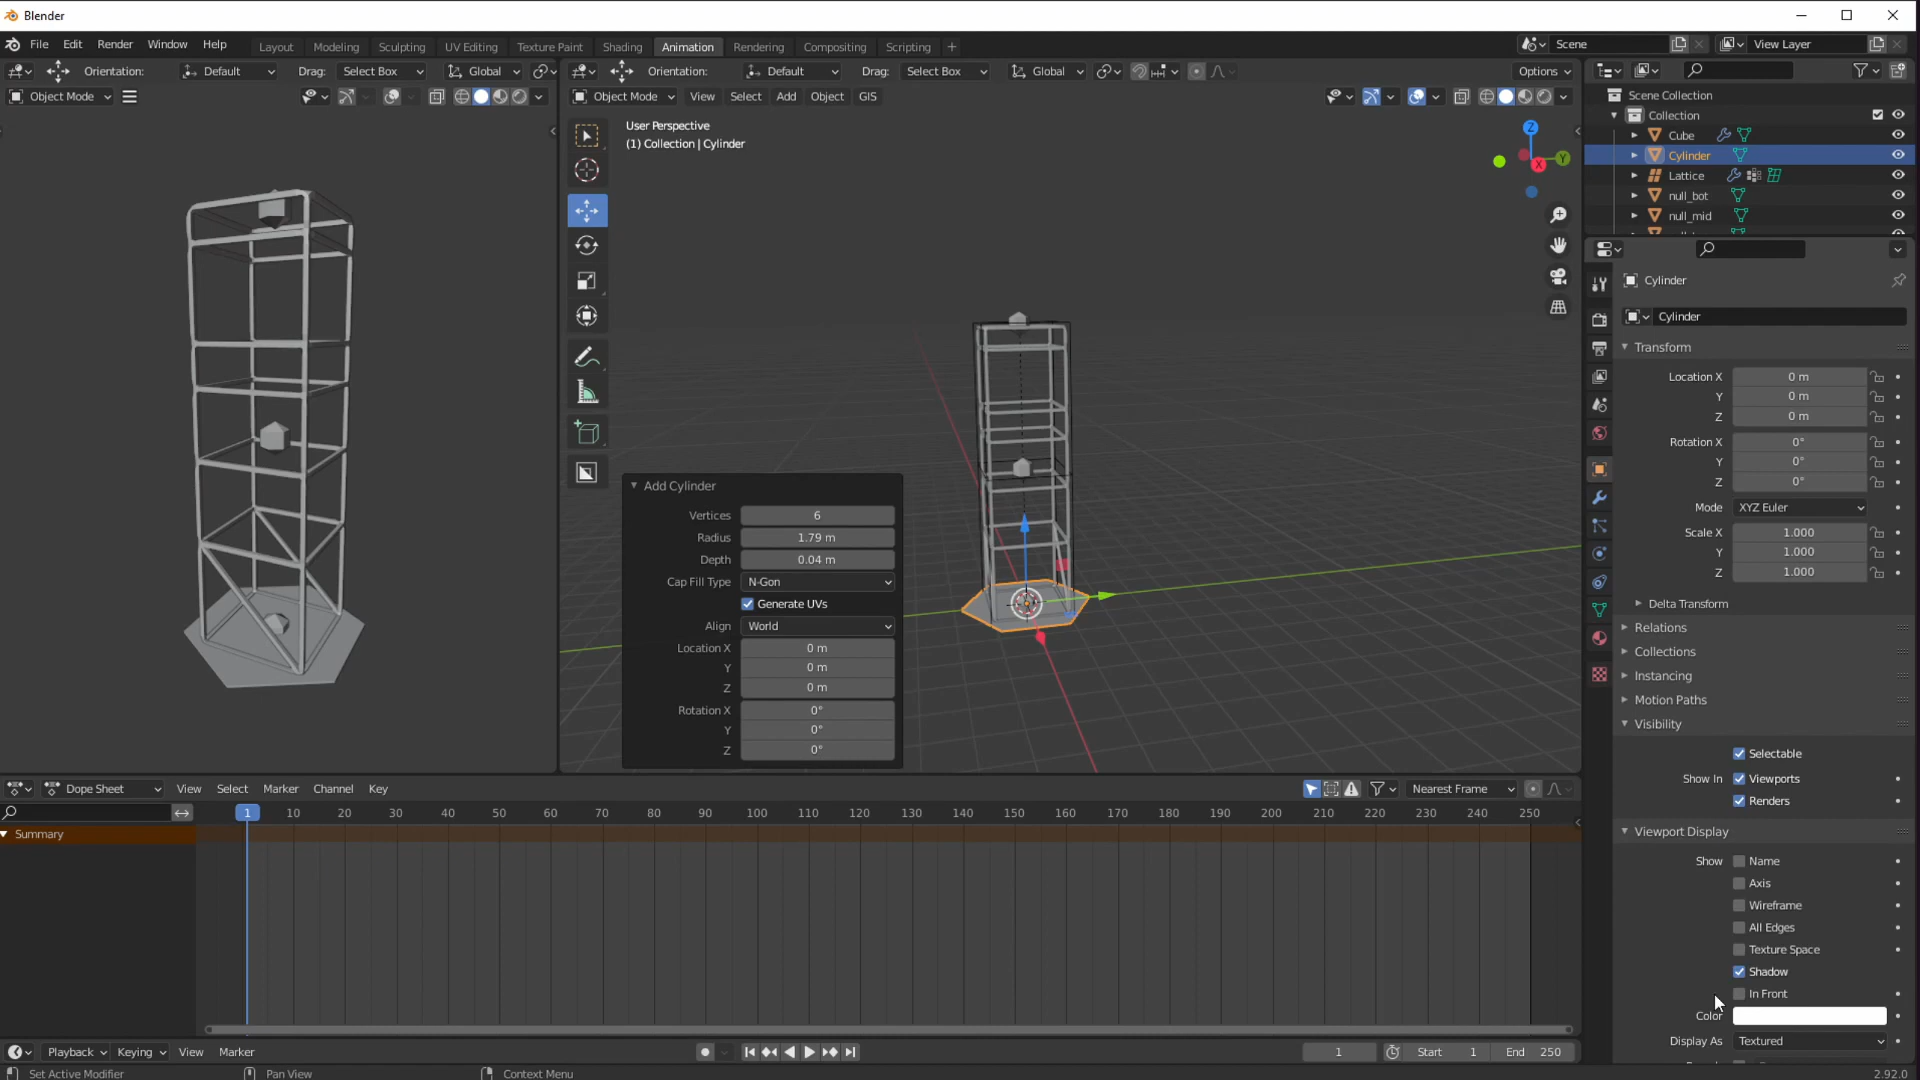 Blender
File Edit Render Window Help Layout Modeling Sculpting UV Editing Texture Paint Shading Animation Rendering Compositing Scripting + Scene View Layer
Orientation: Default Drag: Select Box Global
Orientation: Default Drag: Select Box Global Options
Object Mode
Object Mode View Select Add Object GIS
User Perspective
(1) Collection | Cylinder
Z
Y
X
Add Cylinder
Vertices 6
Radius 1.79 m
Depth 0.04 m
Cap Fill Type N-Gon
Generate UVs
Align World
Location X 0 m
Y 0 m
Z 0 m
Rotation X 0°
Y 0°
Z 0°
Scene Collection
Collection
Cube
Cylinder
Lattice
null_bot
null_mid
Cylinder
Cylinder
Transform
Location X 0 m
Y 0 m
Z 0 m
Rotation X 0°
Y 0°
Z 0°
Mode XYZ Euler
Scale X 1.000
Y 1.000
Z 1.000
Delta Transform
Relations
Collections
Instancing
Motion Paths
Visibility
Selectable
Show In Viewports
Renders
Viewport Display
Show Name
Axis
Wireframe
All Edges
Texture Space
Shadow
In Front
Color
Display As Textured
Dope Sheet View Select Marker Channel Key Nearest Frame
1 10 20 30 40 50 60 70 80 90 100 110 120 130 140 150 160 170 180 190 200 210 220 230 240 250
Summary
Playback Keying View Marker 1 Start 1 End 250
Set Active Modifier Pan View Context Menu 2.92.0